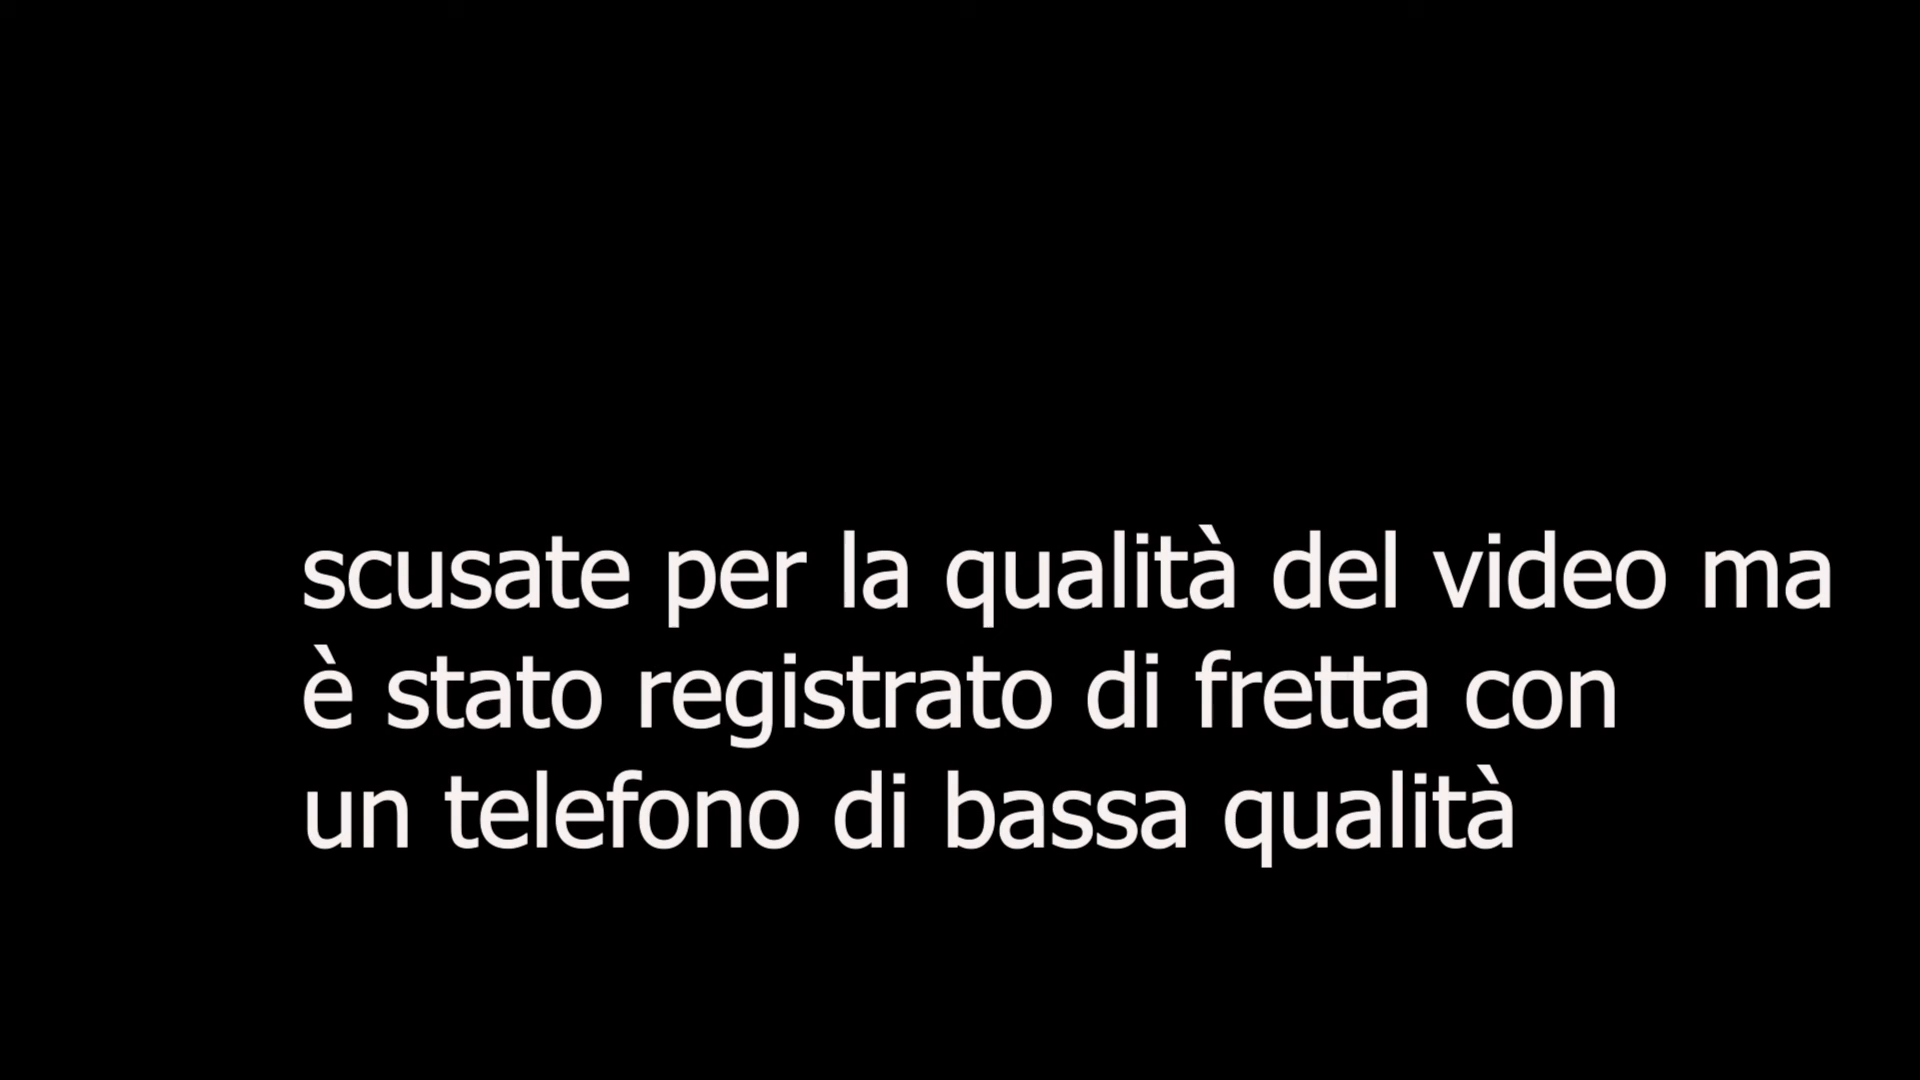 scusate per la qualità del video ma
è stato registrato di fretta con
un telefono di bassa qualità